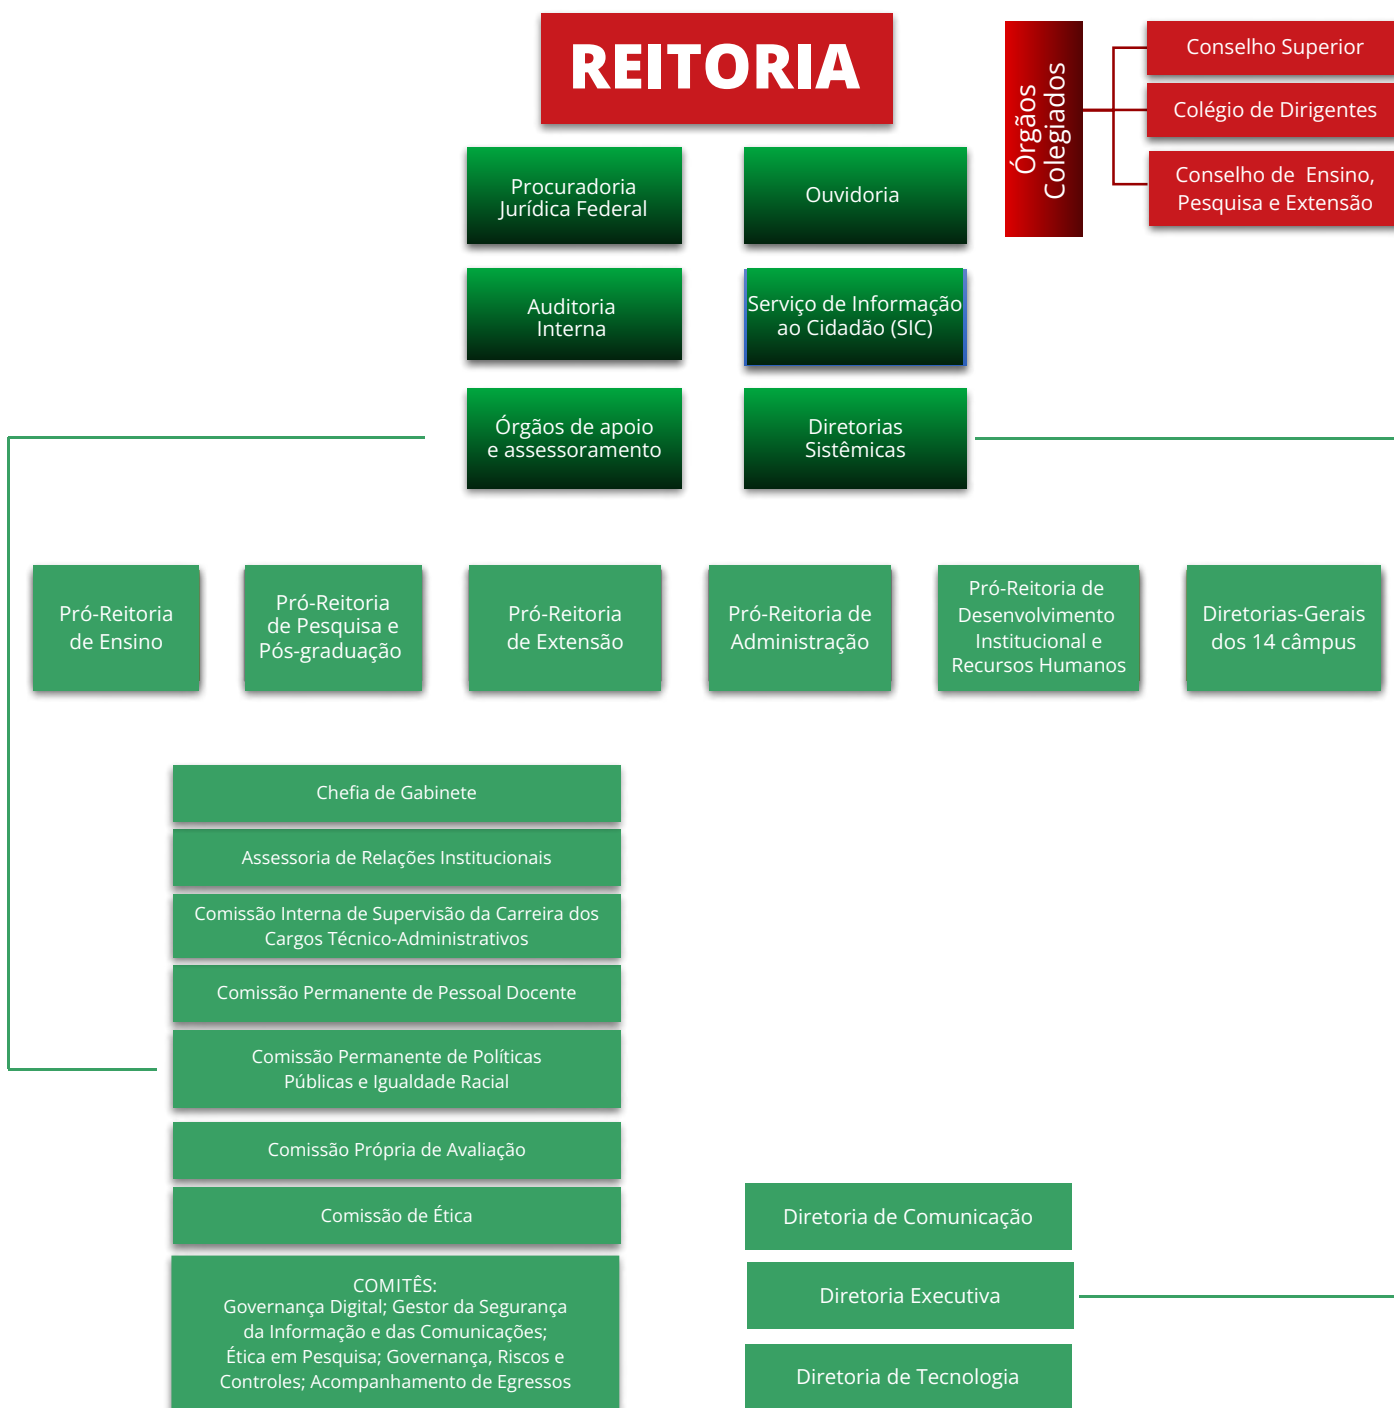 REITORIA
Órgãos
Colegiados
Conselho Superior
Colégio de Dirigentes
Conselho de Ensino,
Pesquisa e Extensão
Procuradoria
Jurídica Federal
Ouvidoria
Auditoria
Interna
Serviço de Informação
ao Cidadão (SIC)
Órgãos de apoio
e assessoramento
Diretorias
Sistêmicas
Pró-Reitoria
de Ensino
Pró-Reitoria
de Pesquisa e
Pós-graduação
Pró-Reitoria
de Extensão
Pró-Reitoria de
Administração
Pró-Reitoria de
Desenvolvimento
Institucional e
Recursos Humanos
Diretorias-Gerais
dos 14 câmpus
Chefia de Gabinete
Assessoria de Relações Institucionais
Comissão Interna de Supervisão da Carreira dos
Cargos Técnico-Administrativos
Comissão Permanente de Pessoal Docente
Comissão Permanente de Políticas
Públicas e Igualdade Racial
Comissão Própria de Avaliação
Comissão de Ética
COMITÊS:
Governança Digital; Gestor da Segurança
da Informação e das Comunicações;
Ética em Pesquisa; Governança, Riscos e
Controles; Acompanhamento de Egressos
Diretoria de Comunicação
Diretoria Executiva
Diretoria de Tecnologia